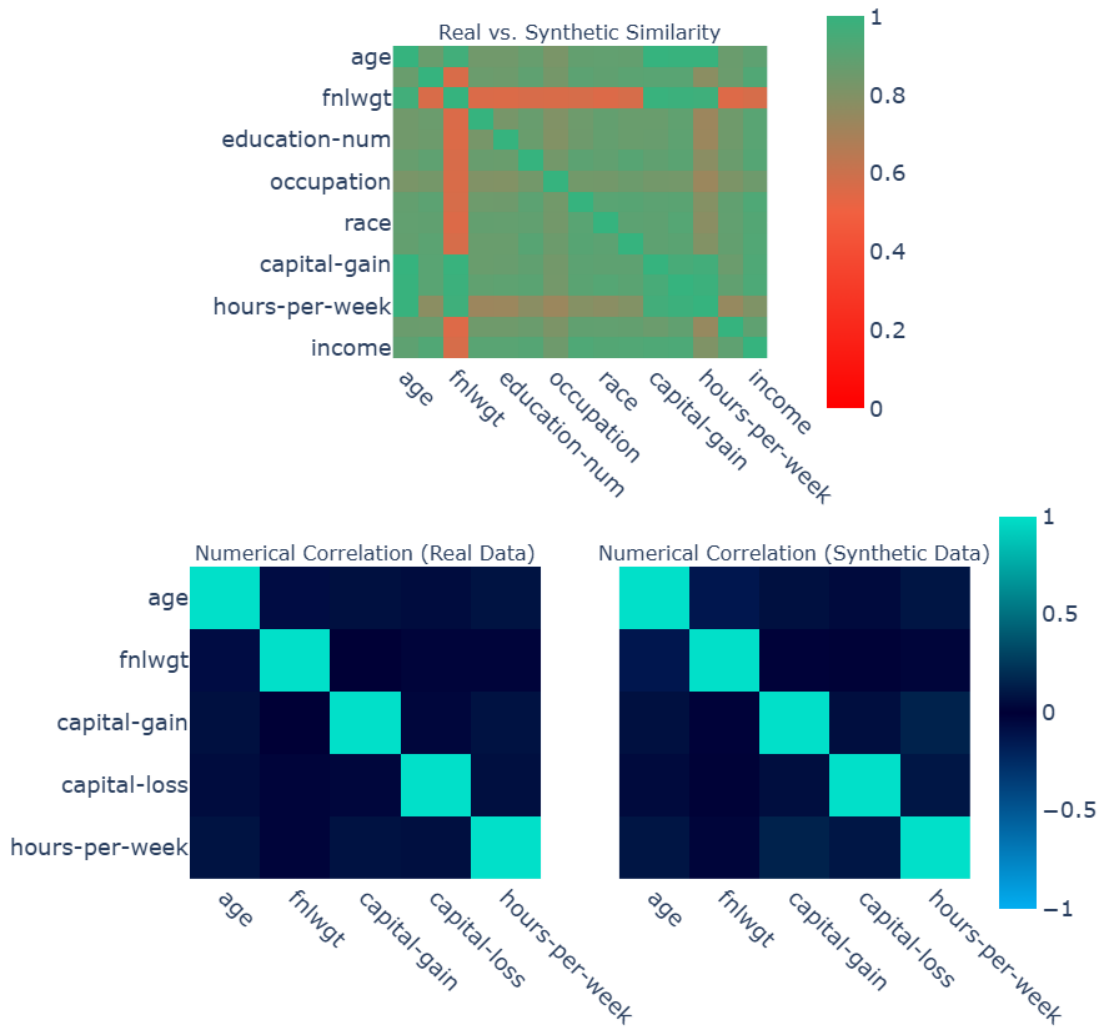 Real vs. Synthetic Similarity
age
fnlwgt
education-num
occupation
race
capital-gain
hours-per-week
income
age
fnlwgt
education-num
occupation
race
capital-gain
hours-per-week
income
1
0.8
0.6
0.4
0.2
0
Numerical Correlation (Real Data)
Numerical Correlation (Synthetic Data)
age
fnlwgt
capital-gain
capital-loss
hours-per-week
age
fnlwgt
capital-gain
capital-loss
hours-per-week
age
fnlwgt
capital-gain
capital-loss
hours-per-week
1
0.5
0
−0.5
−1